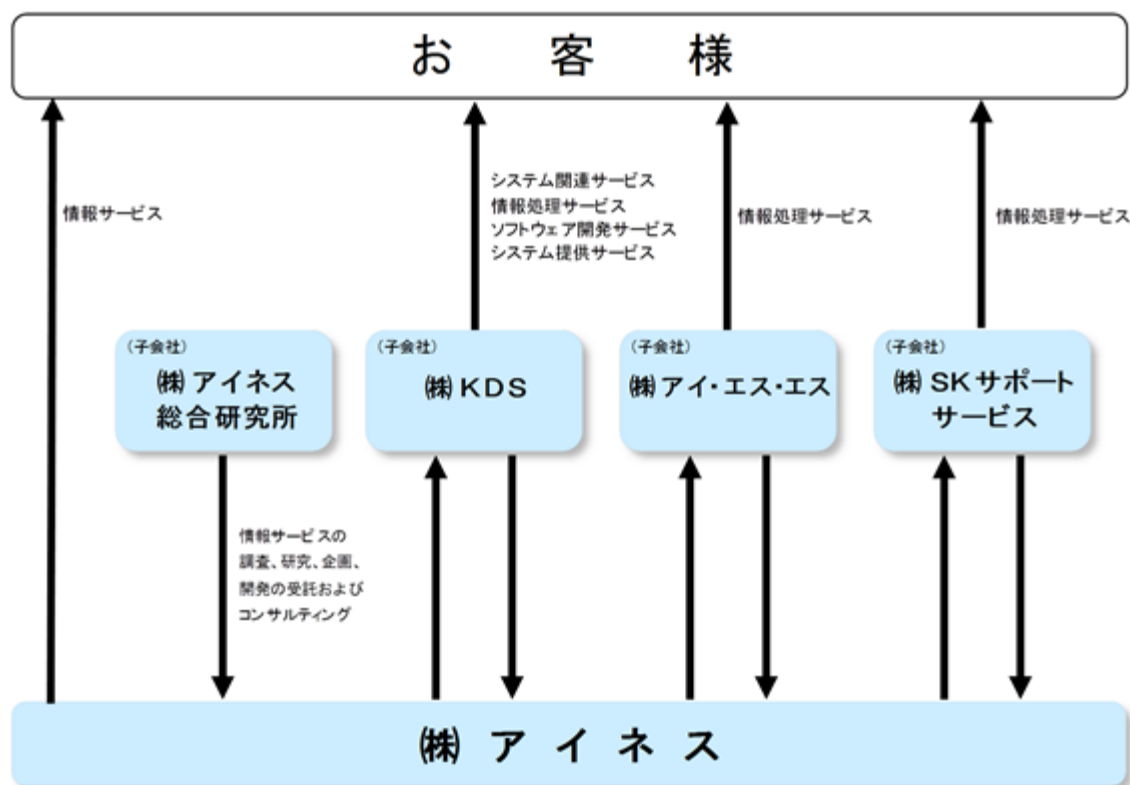 お客様
情報サービス
システム関連サービス
情報処理サービス
ソフトウェア開発サービス
システム提供サービス
情報処理サービス
情報処理サービス
（子会社）
㈱アイネス
総合研究所
（子会社）
㈱KDS
（子会社）
㈱アイ・エス・エス
（子会社）
㈱SKサポート
サービス
情報サービスの
調査、研究、企画、
開発の受託および
コンサルティング
㈱アイネス